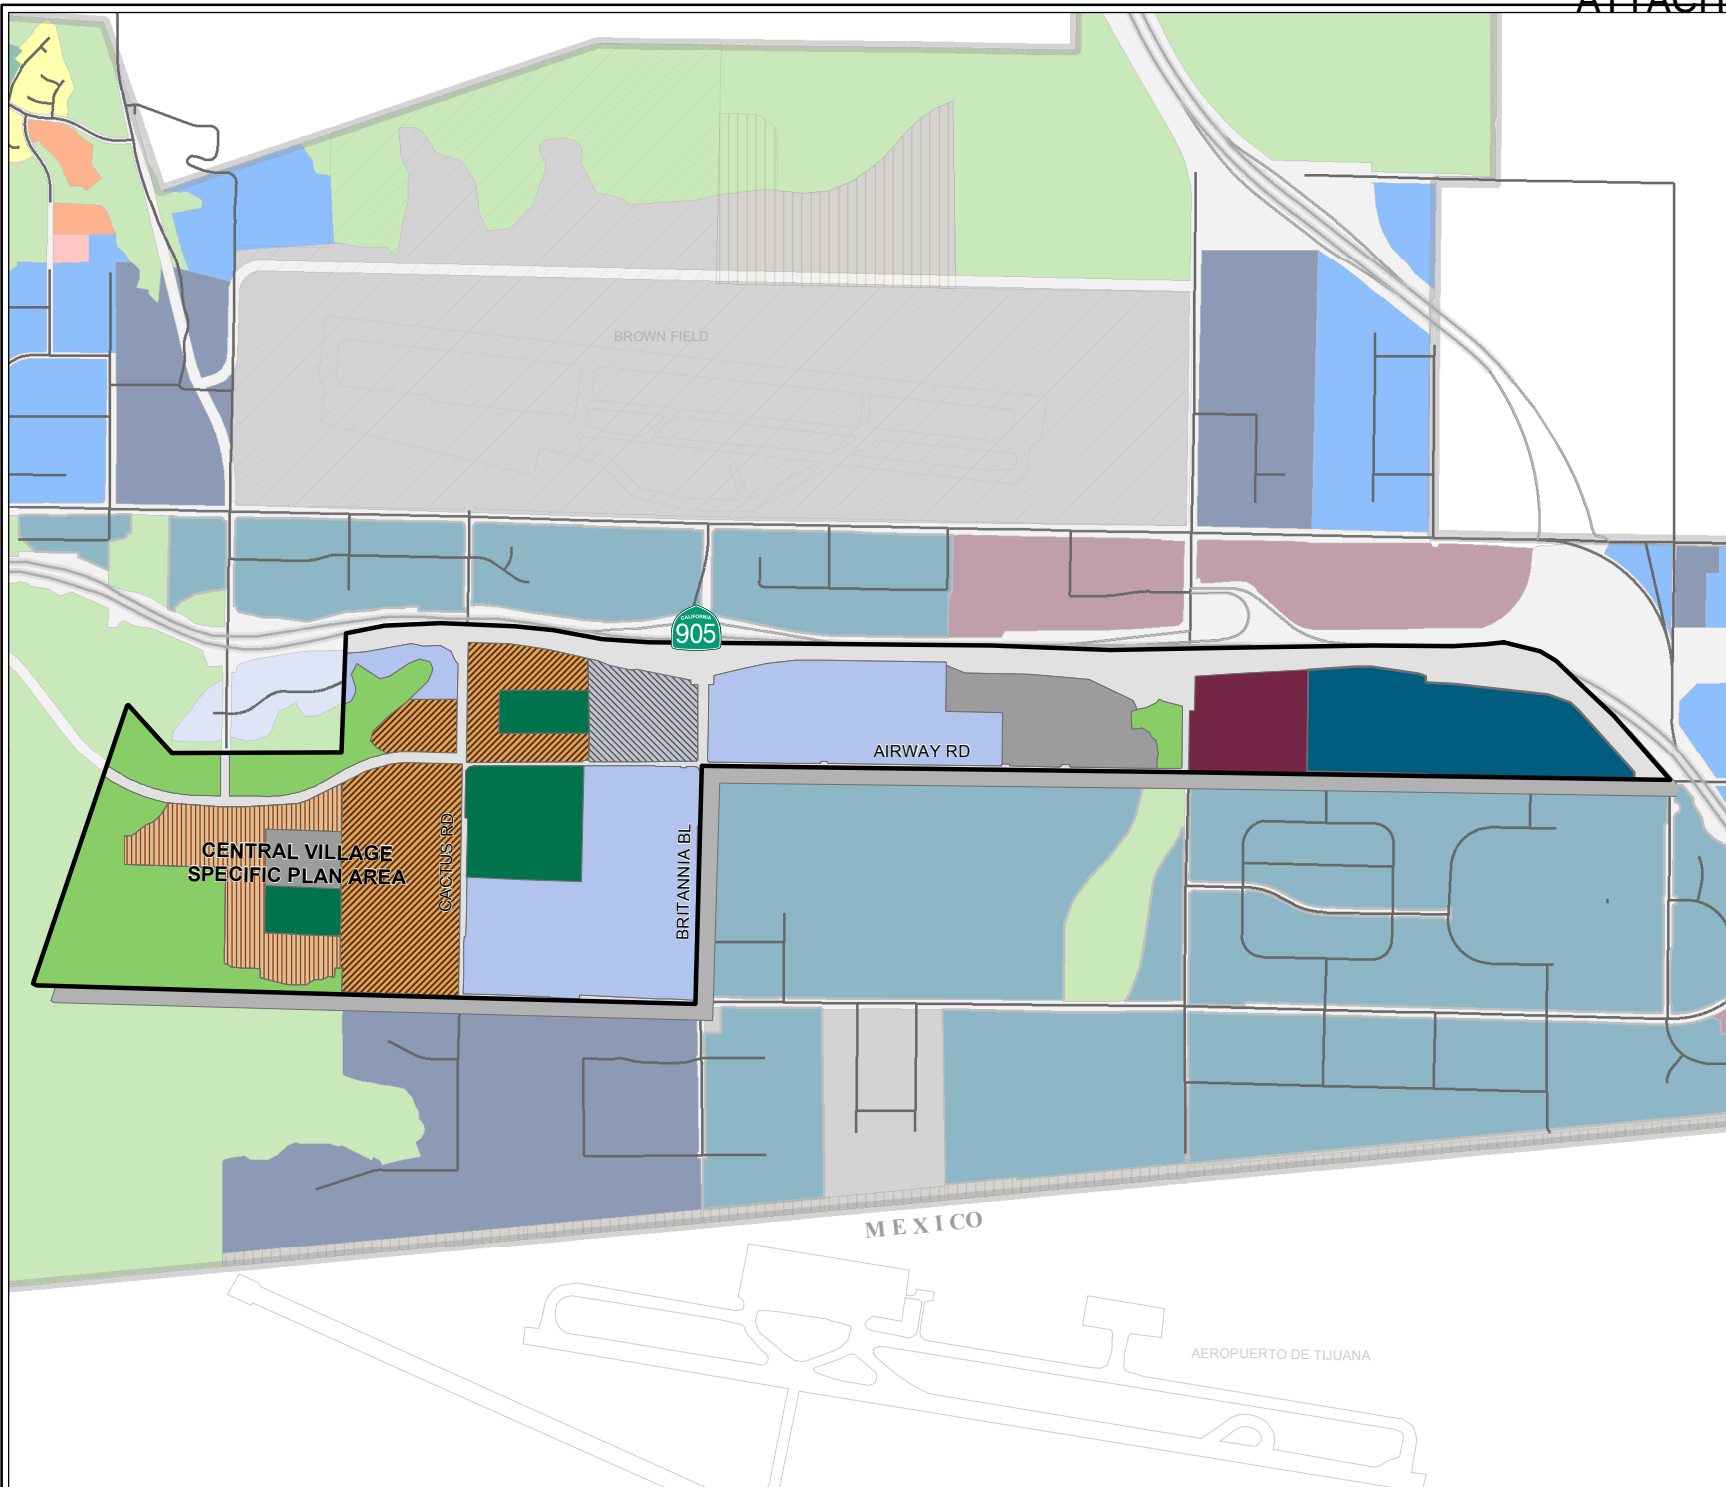 BROWN FIELD
CALIFORNIA
905
AIRWAY RD
CENTRAL VILLAGE
SPECIFIC PLAN AREA
CACTUS RD
BRITANNIA BL
MEXICO
AEROPUERTO DE TIJUANA